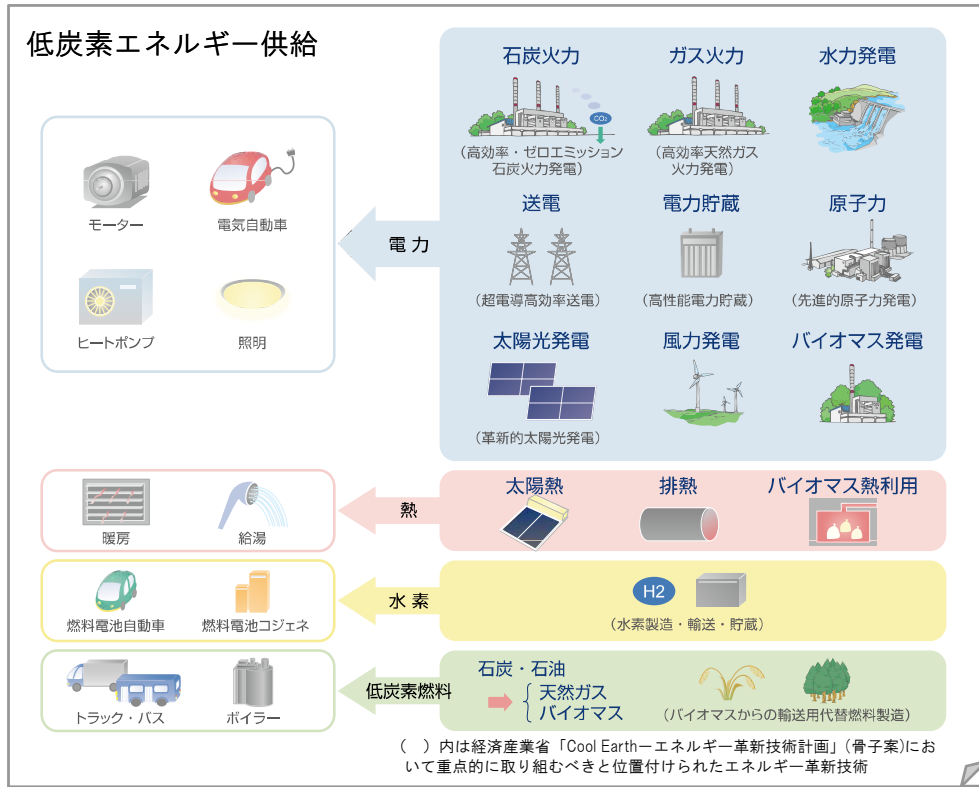 低炭素エネルギー供給
石炭火力
ガス火力
水力発電
CO₂
(高効率・ゼロエミッション
石炭火力発電)
(高効率天然ガス
火力発電)
モーター
電気自動車
電 力
送電
電力貯蔵
原子力
(超電導高効率送電)
(高性能電力貯蔵)
(先進的原子力発電)
ヒートポンプ
照明
太陽光発電
風力発電
バイオマス発電
(革新的太陽光発電)
暖房
給湯
熱
太陽熱
排熱
バイオマス熱利用
燃料電池自動車
燃料電池コジェネ
水 素
H2
(水素製造・輸送・貯蔵)
トラック・バス
ボイラー
低炭素燃料
石炭・石油
天然ガス
バイオマス
(バイオマスからの輸送用代替燃料製造)
( )内は経済産業省「Cool Earthーエネルギー革新技術計画」(骨子案)にお
いて重点的に取り組むべきと位置付けられたエネルギー革新技術